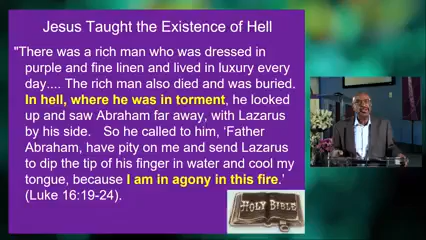 Jesus Taught the Existence of Hell
"There was a rich man who was dressed in
purple and fine linen and lived in luxury every
day.... The rich man also died and was buried.
In hell, where he was in torment, he looked
up and saw Abraham far away, with Lazarus
by his side. So he called to him, ‘Father
Abraham, have pity on me and send Lazarus
to dip the tip of his finger in water and cool my
tongue, because I am in agony in this fire.’
(Luke 16:19-24).
HOLY BIBLE